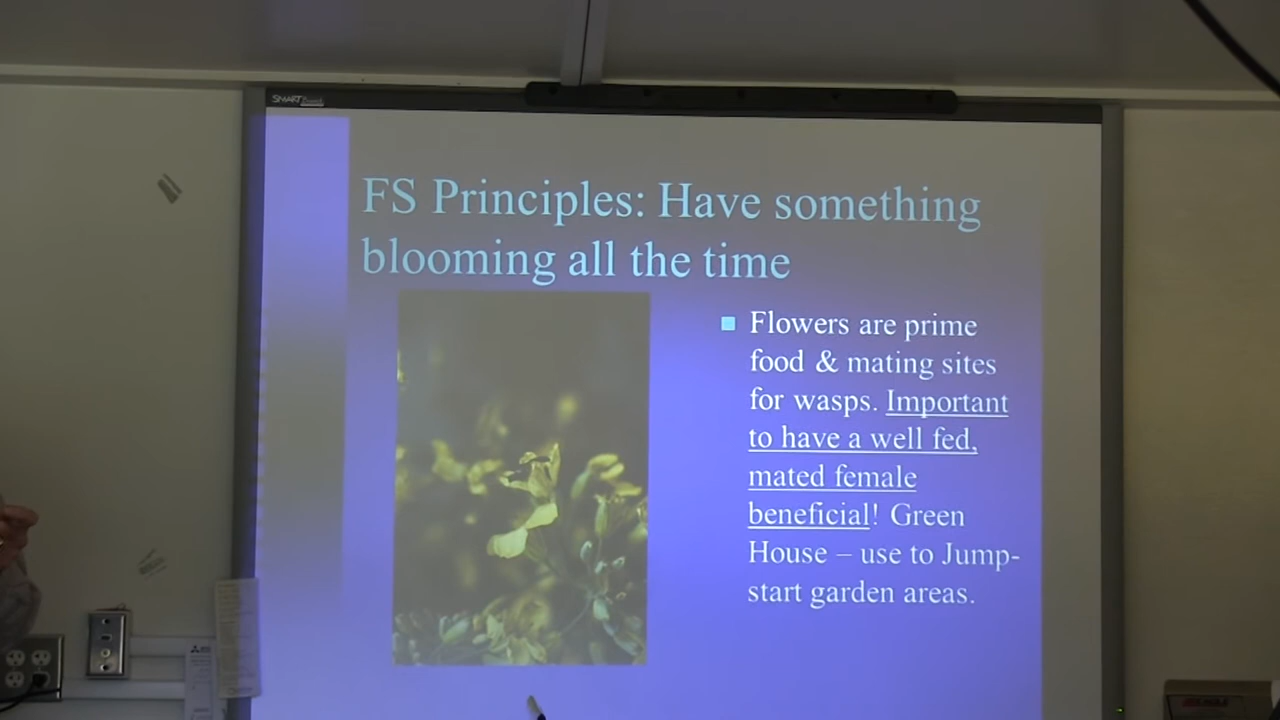 SMART
FS Principles: Have something
blooming all the time
Flowers are prime
food & mating sites
for wasps. Important
to have a well fed,
mated female
beneficial! Green
House – use to Jump-
start garden areas.